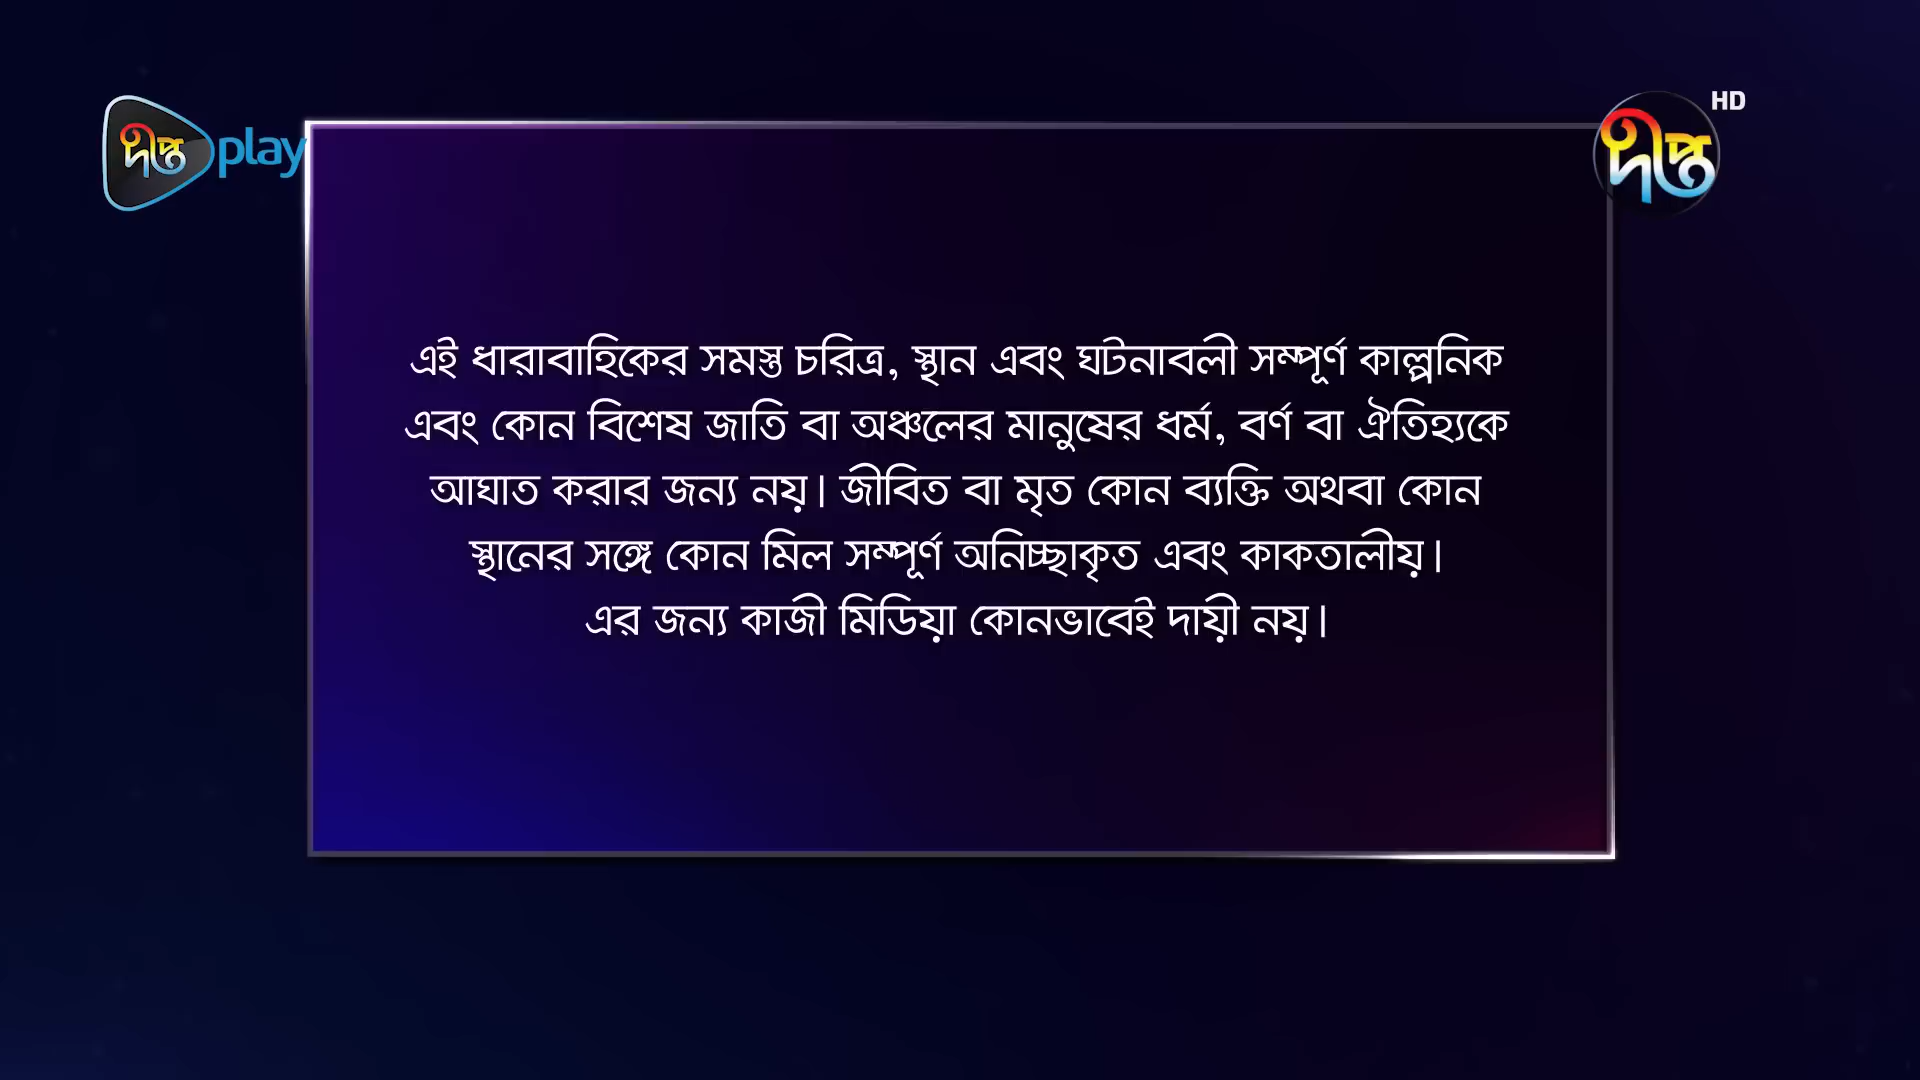 দীপ্ত play
দীপ্ত HD
এই ধারাবাহিকের সমস্ত চরিত্র, স্থান এবং ঘটনাবলী সম্পূর্ণ কাল্পনিক
এবং কোন বিশেষ জাতি বা অঞ্চলের মানুষের ধর্ম, বর্ণ বা ঐতিহ্যকে
আঘাত করার জন্য নয়। জীবিত বা মৃত কোন ব্যক্তি অথবা কোন
স্থানের সঙ্গে কোন মিল সম্পূর্ণ অনিচ্ছাকৃত এবং কাকতালীয়।
এর জন্য কাজী মিডিয়া কোনভাবেই দায়ী নয়।